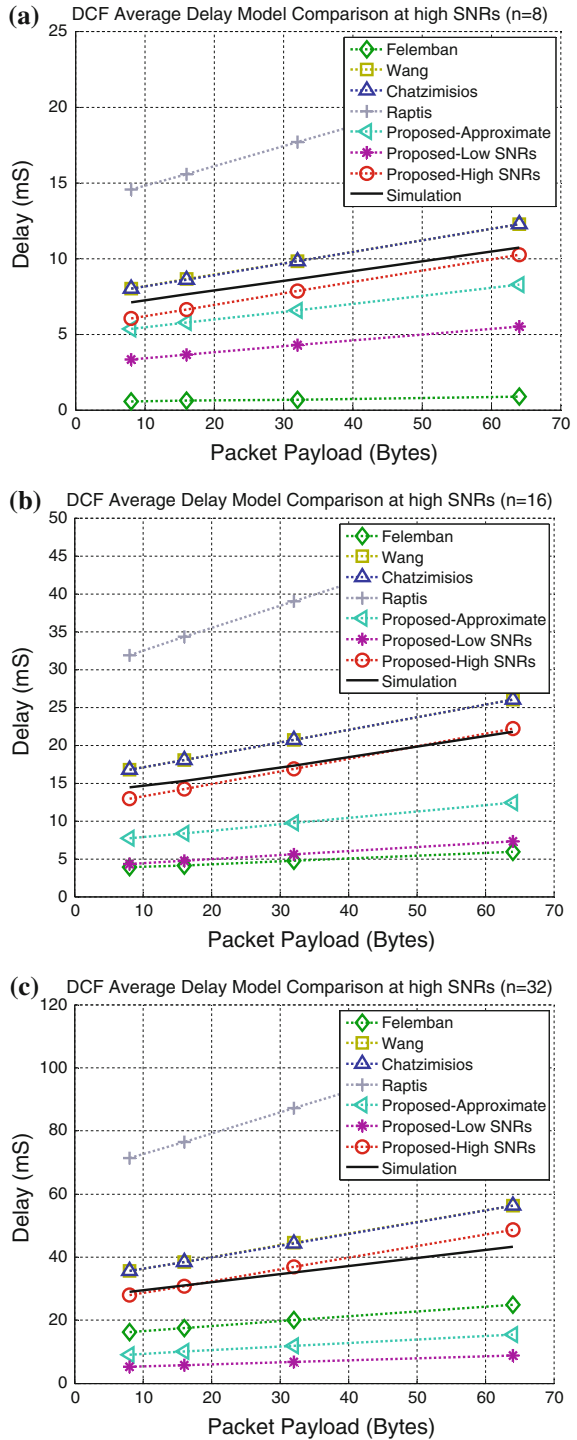 (a) DCF Average Delay Model Comparison at high SNRs (n=8)
25
20
15
10
5
0
Delay (mS)
Felemban
Wang
Chatzimisios
Raptis
Proposed-Approximate
Proposed-Low SNRs
Proposed-High SNRs
Simulation
0 10 20 30 40 50 60 70
Packet Payload (Bytes)
(b) DCF Average Delay Model Comparison at high SNRs (n=16)
50
45
40
35
30
25
20
15
10
5
0
Delay (mS)
Felemban
Wang
Chatzimisios
Raptis
Proposed-Approximate
Proposed-Low SNRs
Proposed-High SNRs
Simulation
0 10 20 30 40 50 60 70
Packet Payload (Bytes)
(c) DCF Average Delay Model Comparison at high SNRs (n=32)
120
100
80
60
40
20
0
Delay (mS)
Felemban
Wang
Chatzimisios
Raptis
Proposed-Approximate
Proposed-Low SNRs
Proposed-High SNRs
Simulation
0 10 20 30 40 50 60 70
Packet Payload (Bytes)